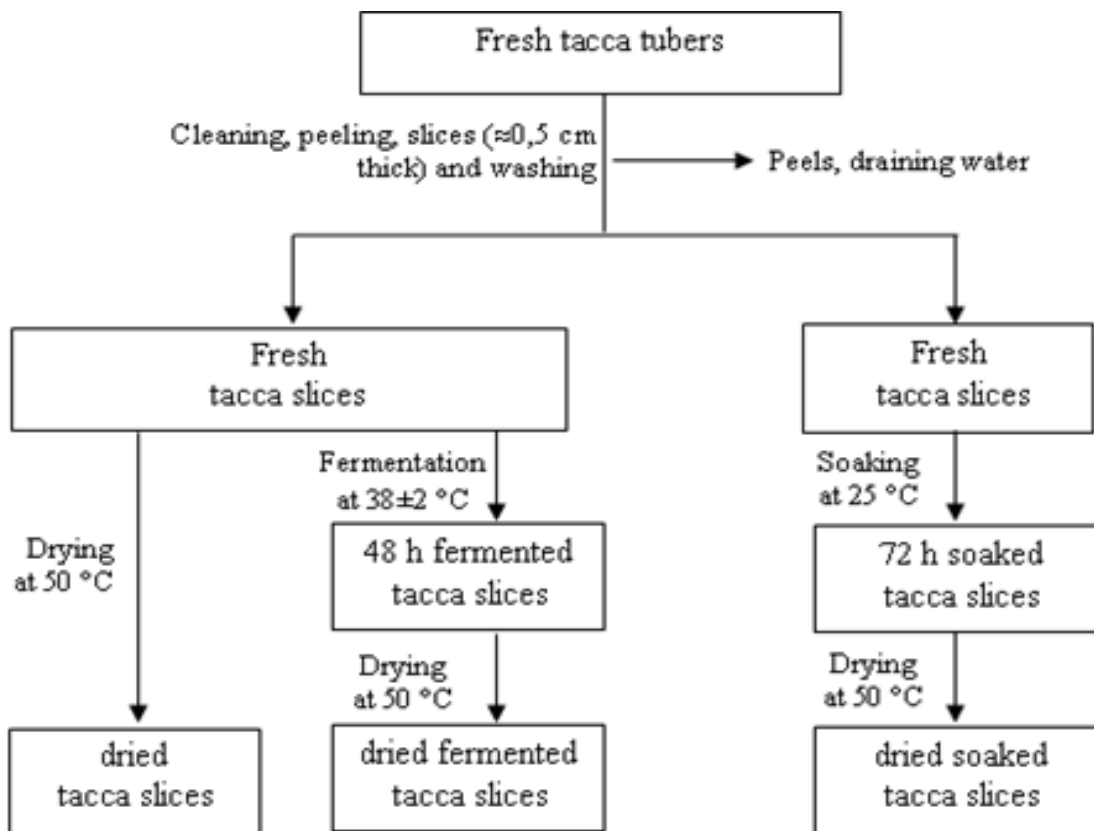 Fresh tacca tubers
Cleaning, peeling, slices (≈0,5 cm
thick) and washing
Peels, draining water
Fresh
tacca slices
Fresh
tacca slices
Drying
at 50 °C
Fermentation
at 38±2 °C
Soaking
at 25 °C
48 h fermented
tacca slices
72 h soaked
tacca slices
Drying
at 50 °C
Drying
at 50 °C
dried
tacca slices
dried fermented
tacca slices
dried soaked
tacca slices